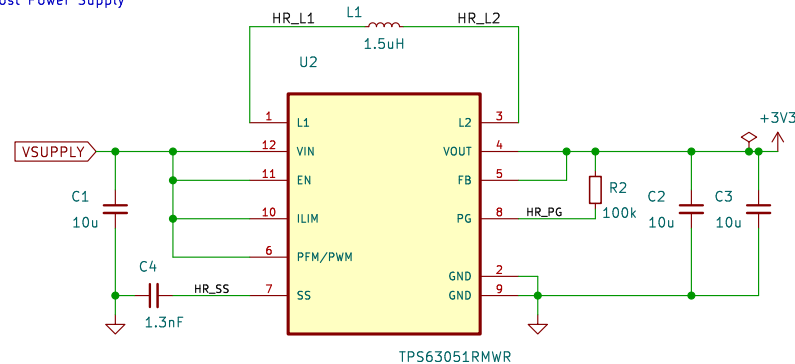 ost Power Supply
HR_L1
L1
HR_L2
1.5uH
U2
+3V3
1
L1
L2
3
VSUPPLY
12
VIN
VOUT
4
11
EN
FB
5
C1
10u
10
ILIM
PG
8
HR_PG
R2
100k
C2
10u
C3
10u
6
PFM/PWM
C4
1.3nF
HR_SS
7
SS
GND
2
GND
9
TPS63051RMWR